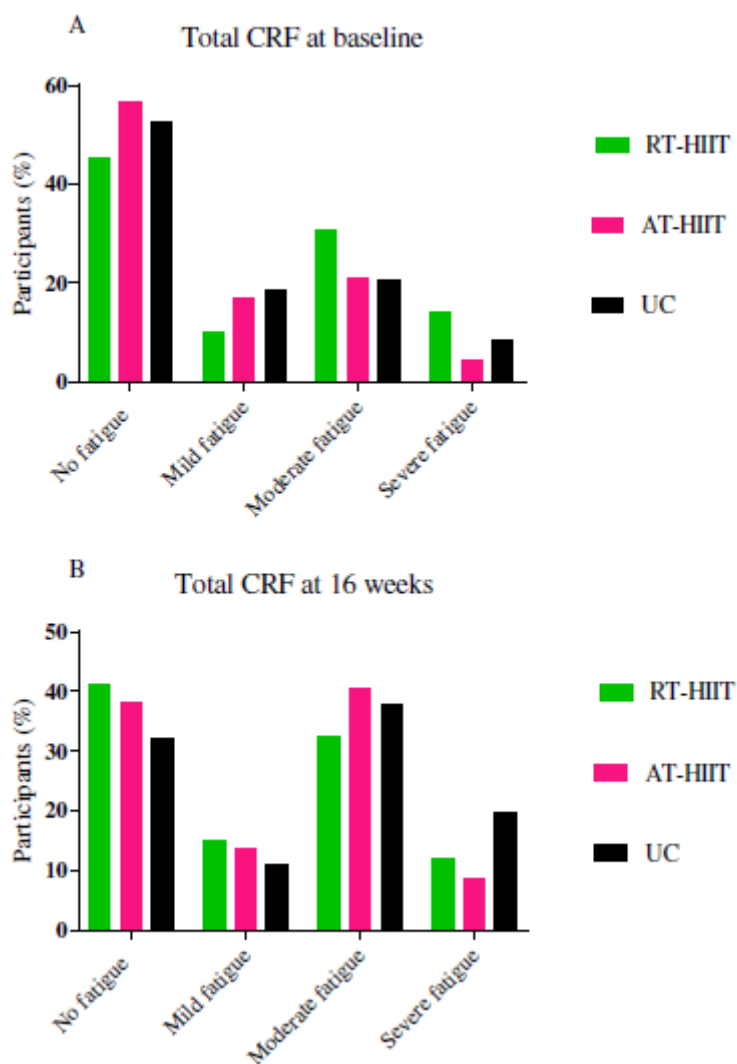 A
Total CRF at baseline
Participants (%)
60
40
20
0
No fatigue
Mild fatigue
Moderate fatigue
Severe fatigue
RT-HIIT
AT-HIIT
UC
B
Total CRF at 16 weeks
Participants (%)
50
40
30
20
10
0
No fatigue
Mild fatigue
Moderate fatigue
Severe fatigue
RT-HIIT
AT-HIIT
UC